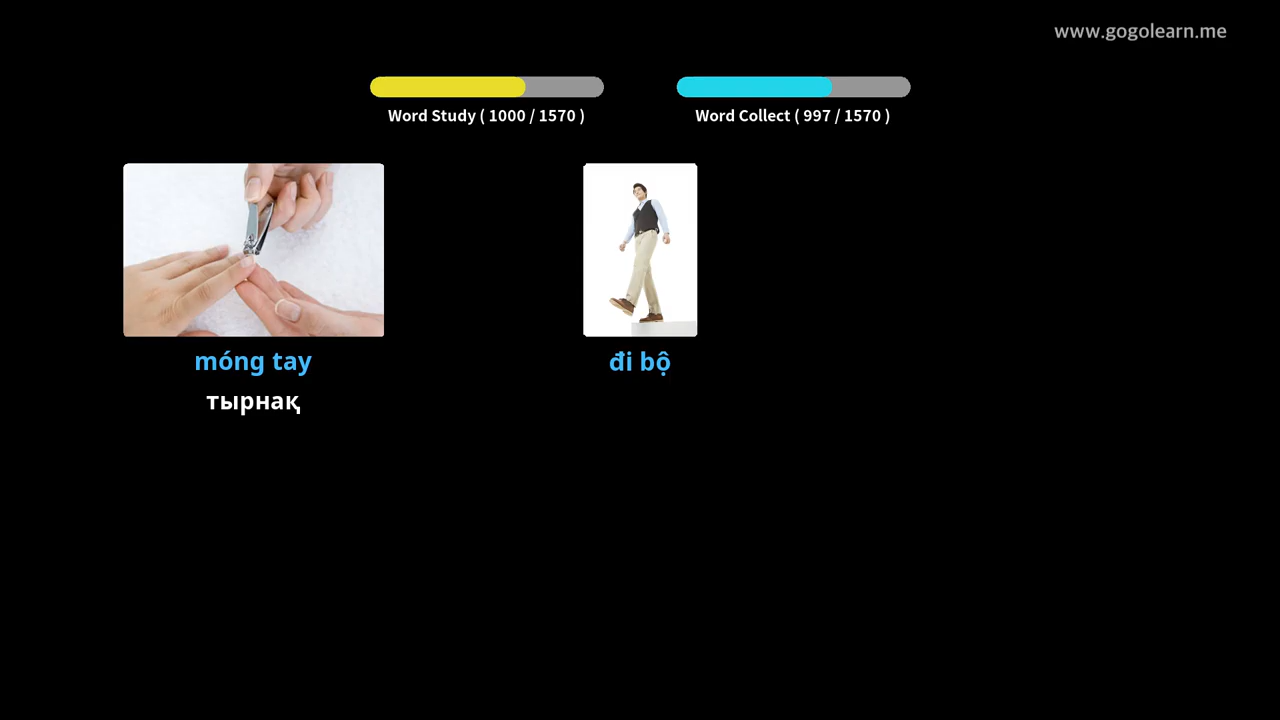 www.gogolearn.me
Word Study ( 1000 / 1570 )
Word Collect ( 997 / 1570 )
móng tay
đi bộ
тырнақ